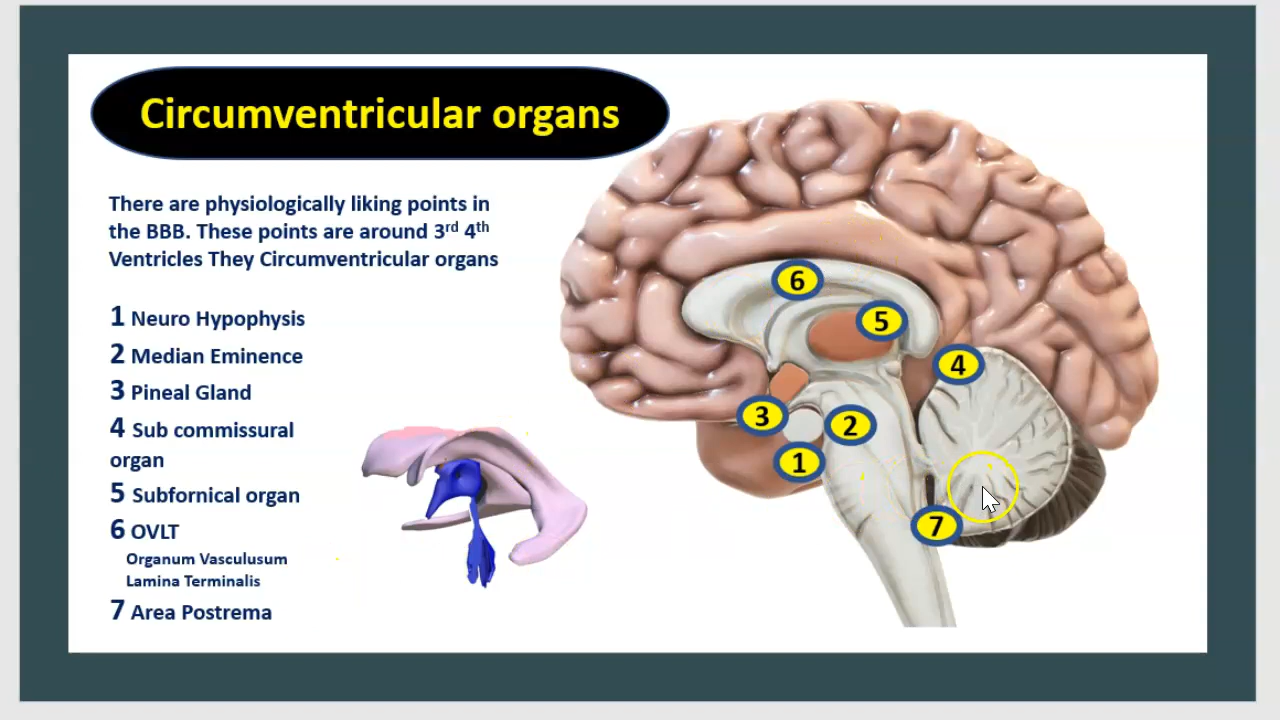 Circumventricular organs
There are physiologically liking points in
the BBB. These points are around 3rd 4th
Ventricles They Circumventricular organs
1 Neuro Hypophysis
2 Median Eminence
3 Pineal Gland
4 Sub commissural
organ
5 Subfornical organ
6 OVLT
Organum Vasculusum
Lamina Terminalis
7 Area Postrema
6
5
4
3
2
1
7